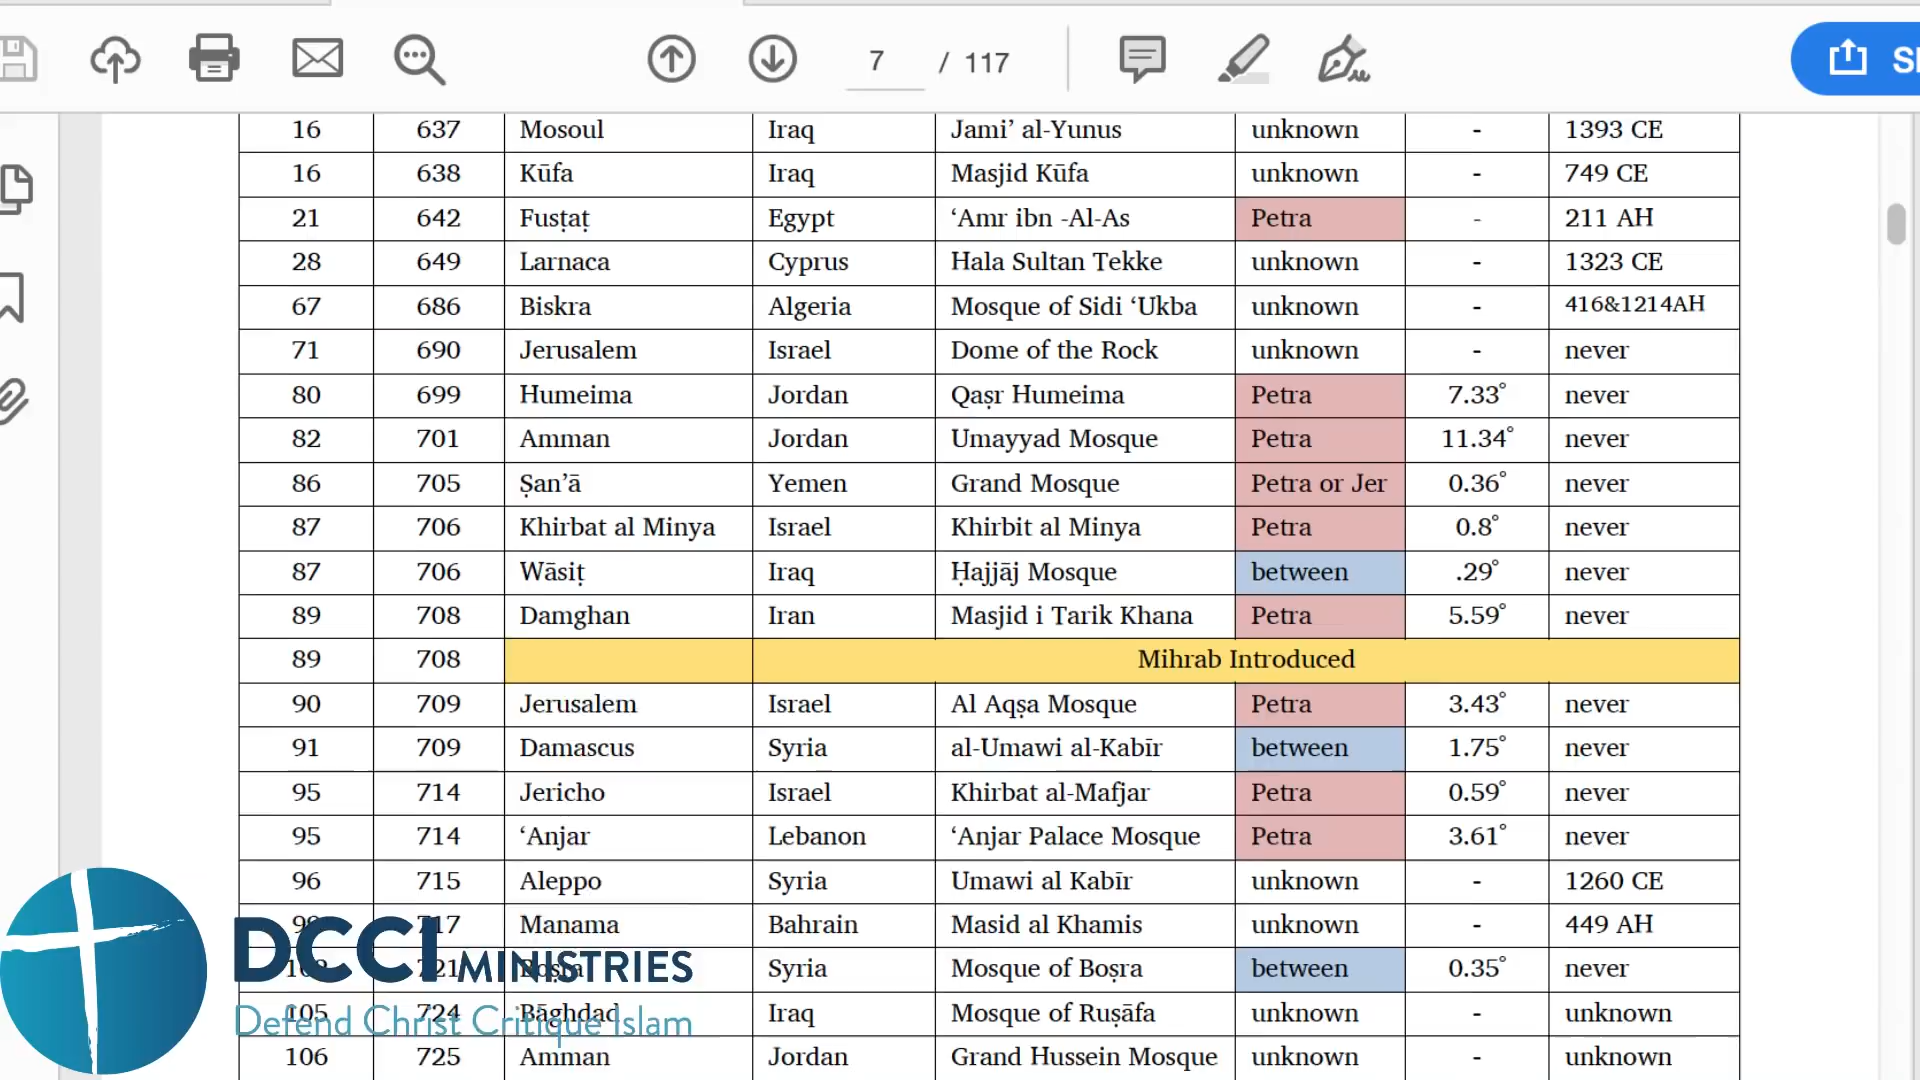 7 / 117
16 637 Mosoul Iraq Jami’ al-Yunus unknown - 1393 CE
16 638 Kūfa Iraq Masjid Kūfa unknown - 749 CE
21 642 Fusṭaṭ Egypt ‘Amr ibn -Al-As Petra - 211 AH
28 649 Larnaca Cyprus Hala Sultan Tekke unknown - 1323 CE
67 686 Biskra Algeria Mosque of Sidi ‘Ukba unknown - 416&1214AH
71 690 Jerusalem Israel Dome of the Rock unknown - never
80 699 Humeima Jordan Qaṣr Humeima Petra 7.33° never
82 701 Amman Jordan Umayyad Mosque Petra 11.34° never
86 705 Ṣan’ā Yemen Grand Mosque Petra or Jer 0.36° never
87 706 Khirbat al Minya Israel Khirbit al Minya Petra 0.8° never
87 706 Wāsiṭ Iraq Ḥajjāj Mosque between .29° never
89 708 Damghan Iran Masjid i Tarik Khana Petra 5.59° never
89 708 Mihrab Introduced
90 709 Jerusalem Israel Al Aqṣa Mosque Petra 3.43° never
91 709 Damascus Syria al-Umawi al-Kabīr between 1.75° never
95 714 Jericho Israel Khirbat al-Mafjar Petra 0.59° never
95 714 ‘Anjar Lebanon ‘Anjar Palace Mosque Petra 3.61° never
96 715 Aleppo Syria Umawi al Kabīr unknown - 1260 CE
717 Manama Bahrain Masid al Khamis unknown - 449 AH
Syria Mosque of Boṣra between 0.35° never
105 724 Bāghdad Iraq Mosque of Ruṣāfa unknown - unknown
106 725 Amman Jordan Grand Hussein Mosque unknown - unknown
DCCI MINISTRIES
Defend Christ Critique Islam